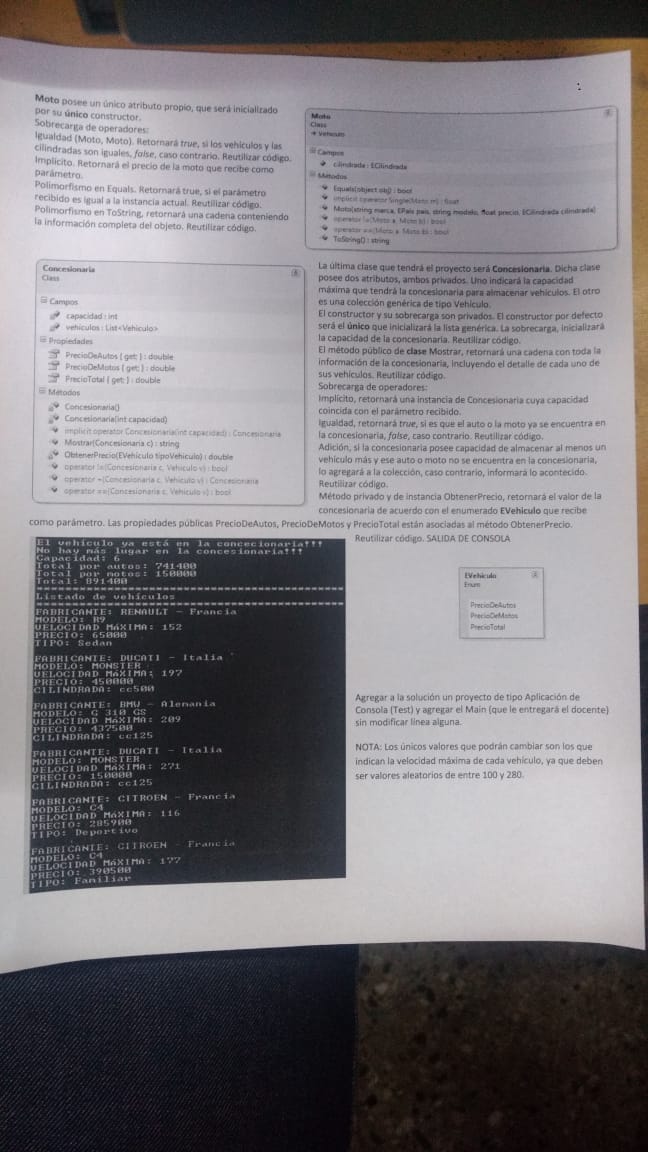 Moto posee un único atributo propio, que será inicializado
por su único constructor.
Sobrecarga de operadores:
Igualdad (Moto, Moto). Retornará true, si los vehículos y las
cilindradas son iguales, false, caso contrario. Reutilizar código.
Implícito. Retornará el precio de la moto que recibe como
parámetro.
Polimorfismo en Equals. Retornará true, si el parámetro
recibido es igual a la instancia actual. Reutilizar código.
Polimorfismo en ToString, retornará una cadena conteniendo
la información completa del objeto. Reutilizar código.
Moto
Class
→ Vehiculo
Campos
cilindrada : ECilindrada
Métodos
Equals(object obj) : bool
implicit operator Single(Moto m) : float
Moto(string marca, EPais pais, string modelo, float precio, ECilindrada cilindrada)
operator !=(Moto a, Moto b) : bool
operator ==(Moto a, Moto b) : bool
ToString() : string
Concesionaria
Class
Campos
capacidad : int
vehiculos : List<Vehiculo>
Propiedades
PrecioDeAutos { get; } : double
PrecioDeMotos { get; } : double
PrecioTotal { get; } : double
Métodos
Concesionaria()
Concesionaria(int capacidad)
implicit operator Concesionaria(int capacidad) : Concesionaria
Mostrar(Concesionaria c) : string
ObtenerPrecio(EVehiculo tipoVehiculo) : double
operator !=(Concesionaria c, Vehiculo v) : bool
operator +(Concesionaria c, Vehiculo v) : Concesionaria
operator ==(Concesionaria c, Vehiculo v) : bool
La última clase que tendrá el proyecto será Concesionaria. Dicha clase
posee dos atributos, ambos privados. Uno indicará la capacidad
máxima que tendrá la concesionaria para almacenar vehículos. El otro
es una colección genérica de tipo Vehiculo.
El constructor y su sobrecarga son privados. El constructor por defecto
será el único que inicializará la lista genérica. La sobrecarga, inicializará
la capacidad de la concesionaria. Reutilizar código.
El método público de clase Mostrar, retornará una cadena con toda la
información de la concesionaria, incluyendo el detalle de cada uno de
sus vehículos. Reutilizar código.
Sobrecarga de operadores:
Implícito, retornará una instancia de Concesionaria cuya capacidad
coincida con el parámetro recibido.
Igualdad, retornará true, si es que el auto o la moto ya se encuentra en
la concesionaria, false, caso contrario. Reutilizar código.
Adición, si la concesionaria posee capacidad de almacenar al menos un
vehículo más y ese auto o moto no se encuentra en la concesionaria,
lo agregará a la colección, caso contrario, informará lo acontecido.
Reutilizar código.
Método privado y de instancia ObtenerPrecio, retornará el valor de la
concesionaria de acuerdo con el enumerado EVehiculo que recibe
como parámetro. Las propiedades públicas PrecioDeAutos, PrecioDeMotos y PrecioTotal están asociadas al método ObtenerPrecio.
Reutilizar código. SALIDA DE CONSOLA
El vehículo ya está en la concecionaria!!!
No hay más lugar en la concesionaria!!!
Capacidad: 6
Total por autos: 741400
Total por motos: 150000
Total: 891400
Listado de vehículos
FABRICANTE: RENAULT - Francia
MODELO: R9
VELOCIDAD MÁXIMA: 152
PRECIO: 65000
TIPO: Sedan
FABRICANTE: DUCATI - Italia
MODELO: MONSTER
VELOCIDAD MÁXIMA: 197
PRECIO: 450000
CILINDRADA: cc500
FABRICANTE: BMW - Alemania
MODELO: G 310 GS
VELOCIDAD MÁXIMA: 209
PRECIO: 437500
CILINDRADA: cc125
FABRICANTE: DUCATI - Italia
MODELO: MONSTER
VELOCIDAD MÁXIMA: 271
PRECIO: 150000
CILINDRADA: cc125
FABRICANTE: CITROEN - Francia
MODELO: C4
VELOCIDAD MÁXIMA: 116
PRECIO: 285900
TIPO: Deportivo
FABRICANTE: CITROEN - Francia
MODELO: C4
VELOCIDAD MÁXIMA: 177
PRECIO: 390500
TIPO: Familiar
EVehiculo
Enum
PrecioDeAutos
PrecioDeMotos
PrecioTotal
Agregar a la solución un proyecto de tipo Aplicación de
Consola (Test) y agregar el Main (que le entregará el docente)
sin modificar línea alguna.
NOTA: Los únicos valores que podrán cambiar son los que
indican la velocidad máxima de cada vehículo, ya que deben
ser valores aleatorios de entre 100 y 280.